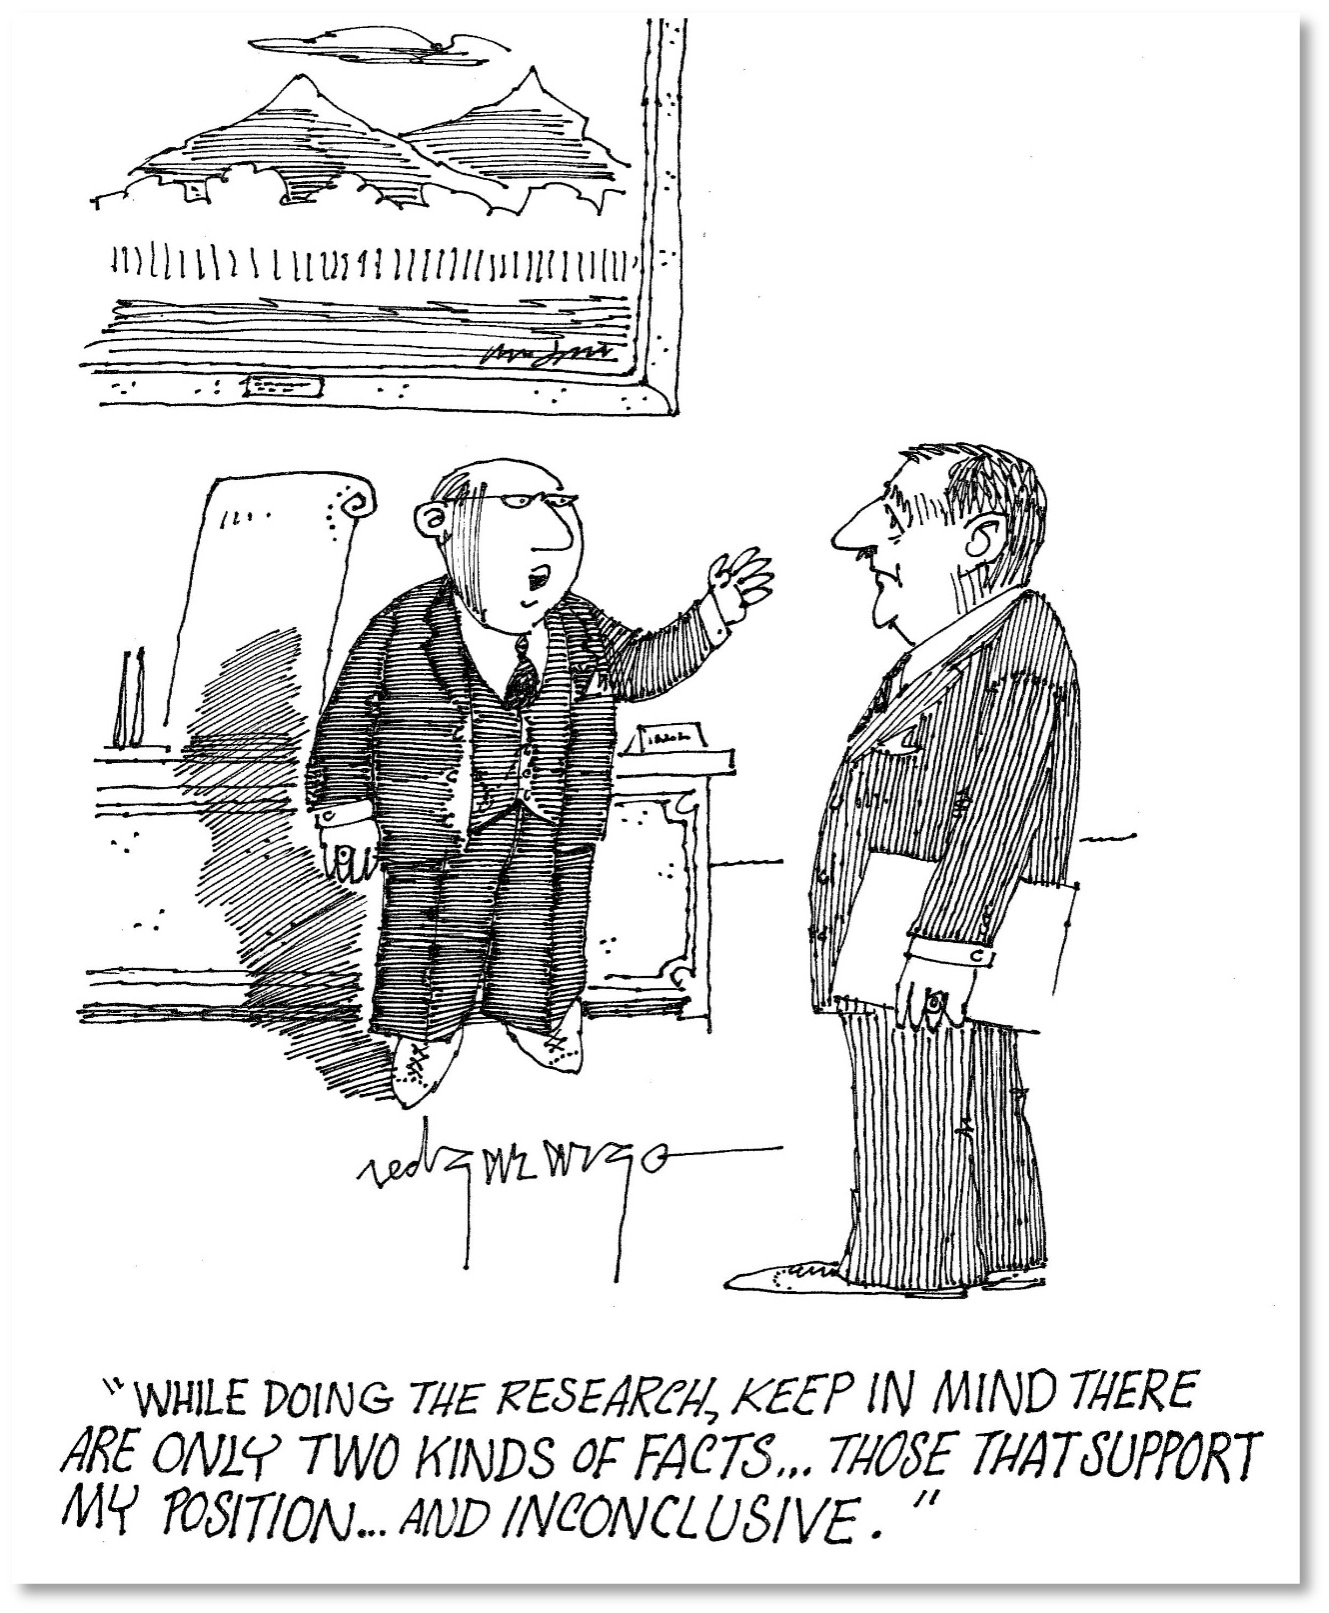 “WHILE DOING THE RESEARCH, KEEP IN MIND THERE
ARE ONLY TWO KINDS OF FACTS... THOSE THAT SUPPORT
MY POSITION... AND INCONCLUSIVE.”